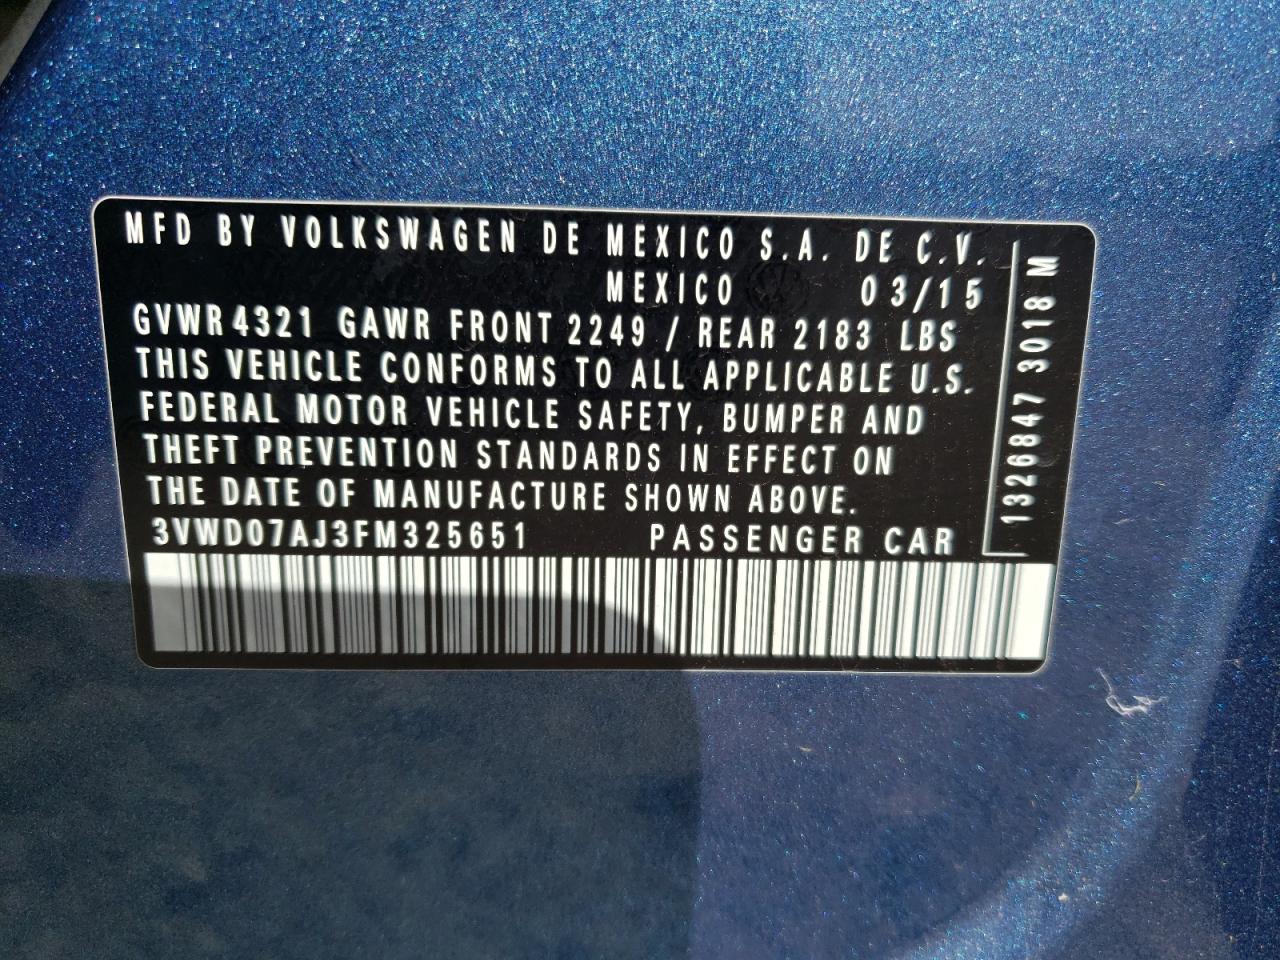 MFD BY VOLKSWAGEN DE MEXICO S.A. DE C.V.
MEXICO 03/15
GVWR 4321 GAWR FRONT 2249 / REAR 2183 LBS
THIS VEHICLE CONFORMS TO ALL APPLICABLE U.S.
FEDERAL MOTOR VEHICLE SAFETY, BUMPER AND
THEFT PREVENTION STANDARDS IN EFFECT ON
THE DATE OF MANUFACTURE SHOWN ABOVE.
3VWD07AJ3FM325651 PASSENGER CAR
1326847 3018 M